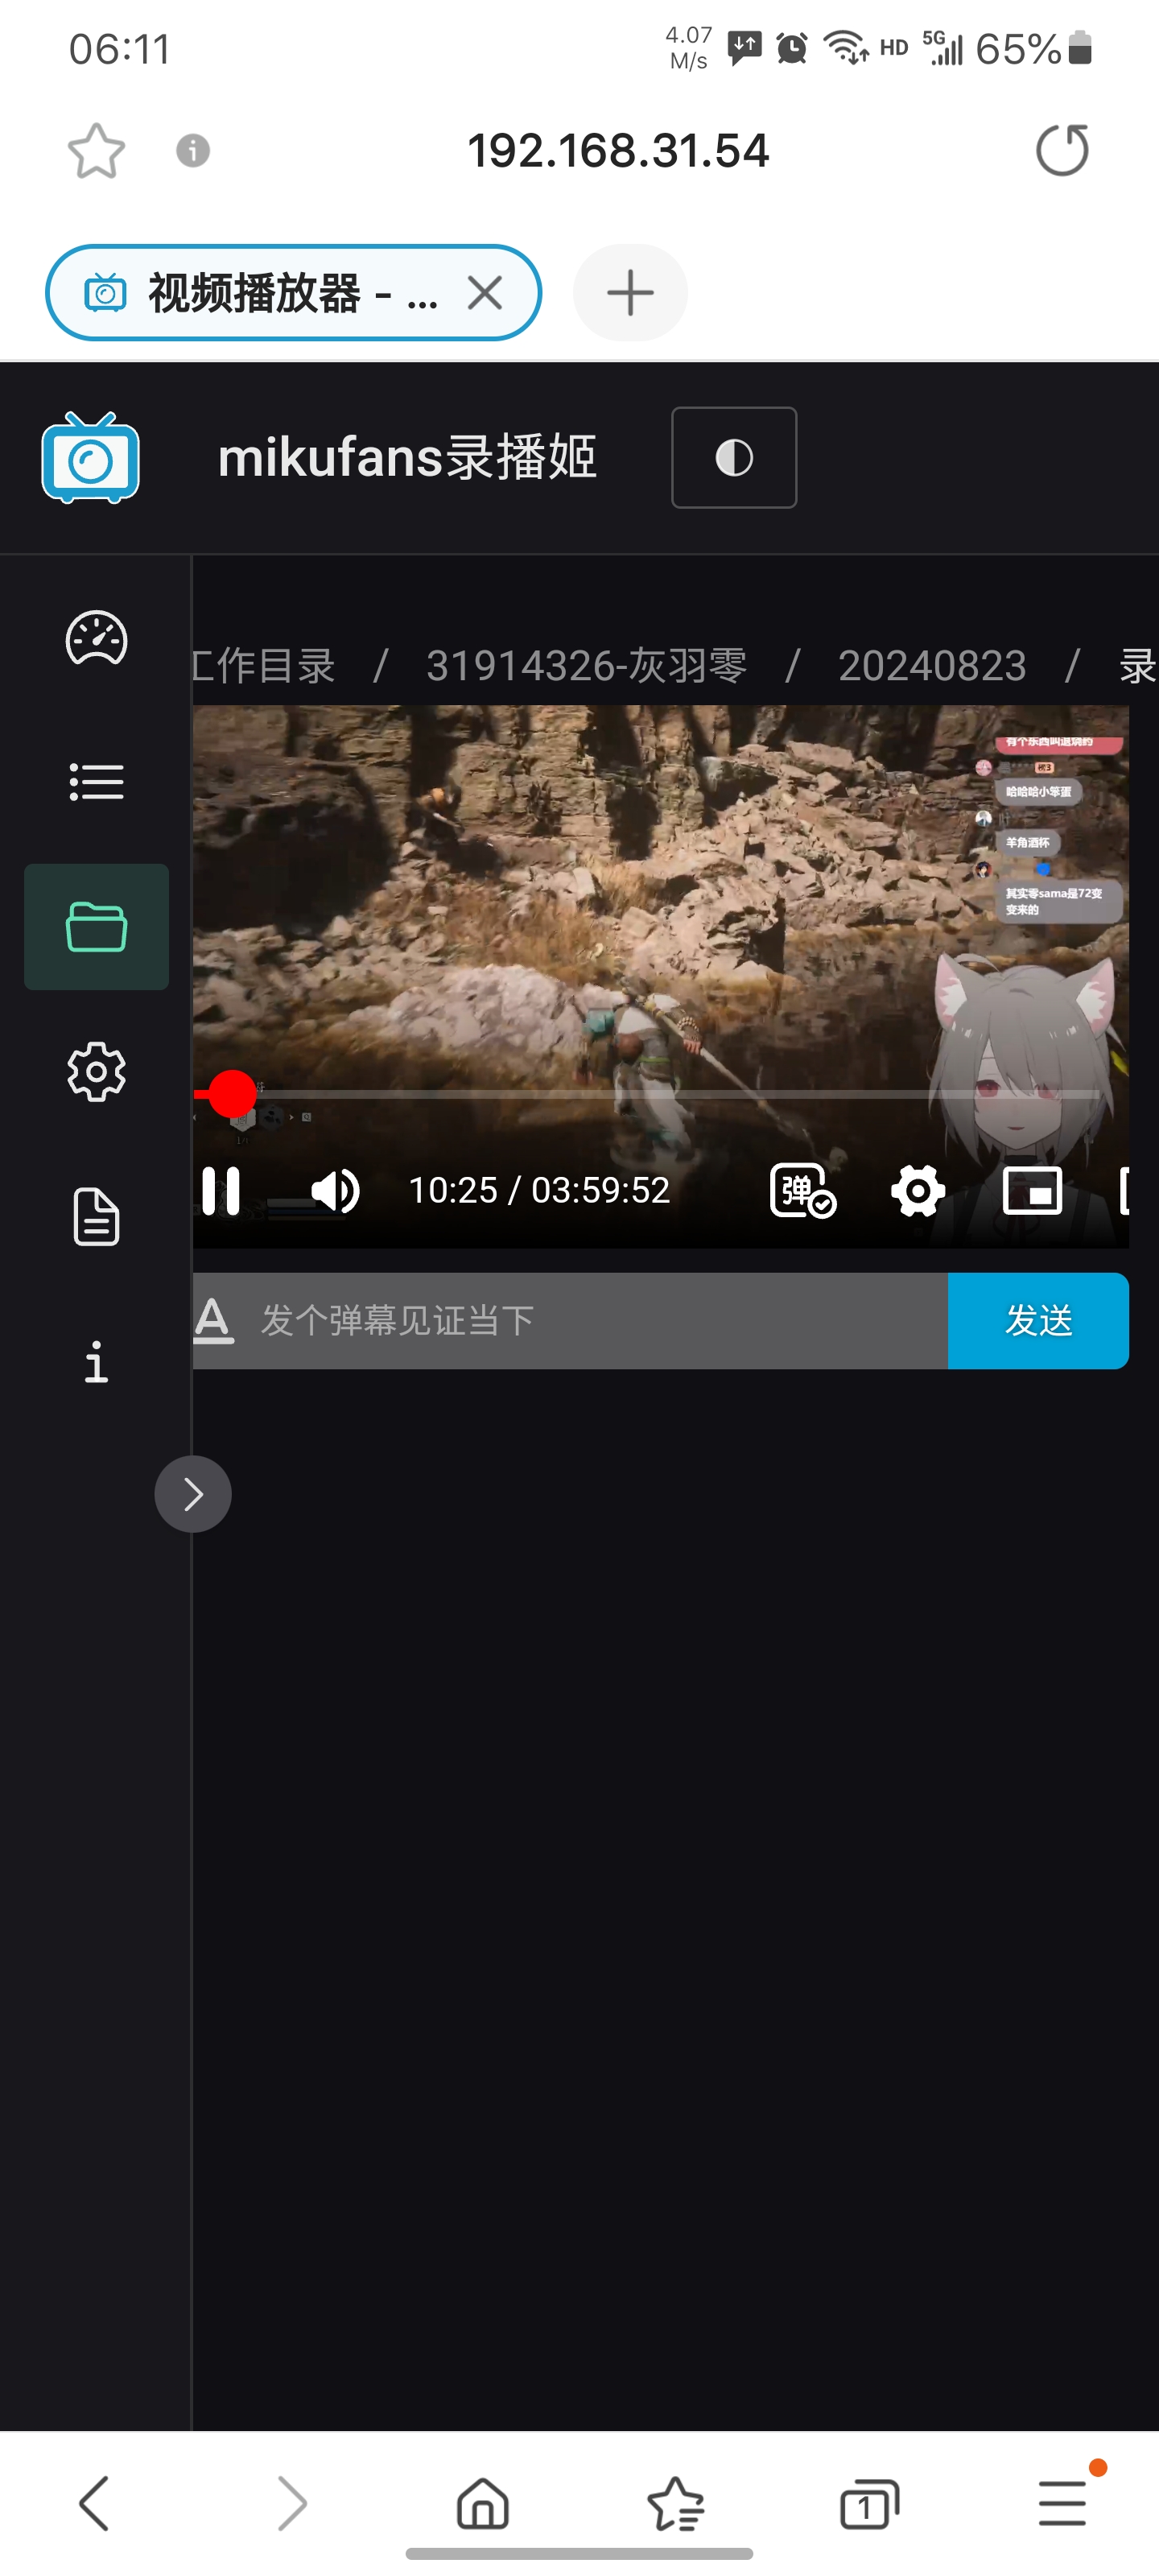 06:11
4.07
M/s
HD
5G
65%
192.168.31.54
视频播放器 - ...
mikufans录播姬
工作目录 / 31914326-灰羽零 / 20240823 / 录
有个东西叫退烧药
哈哈哈小笨蛋
羊角酒杯
其实零sama是72变
变来的
10:25 / 03:59:52
弹
A 发个弹幕见证当下
发送
1